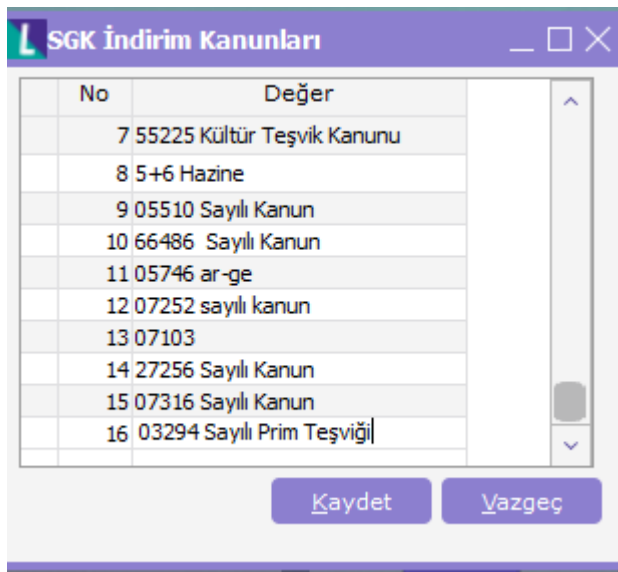 L SGK İndirim Kanunları
No Değer
7 55225 Kültür Teşvik Kanunu
8 5+6 Hazine
9 05510 Sayılı Kanun
10 66486 Sayılı Kanun
11 05746 ar-ge
12 07252 sayılı kanun
13 07103
14 27256 Sayılı Kanun
15 07316 Sayılı Kanun
16 03294 Sayılı Prim Teşviği
Kaydet Vazgeç